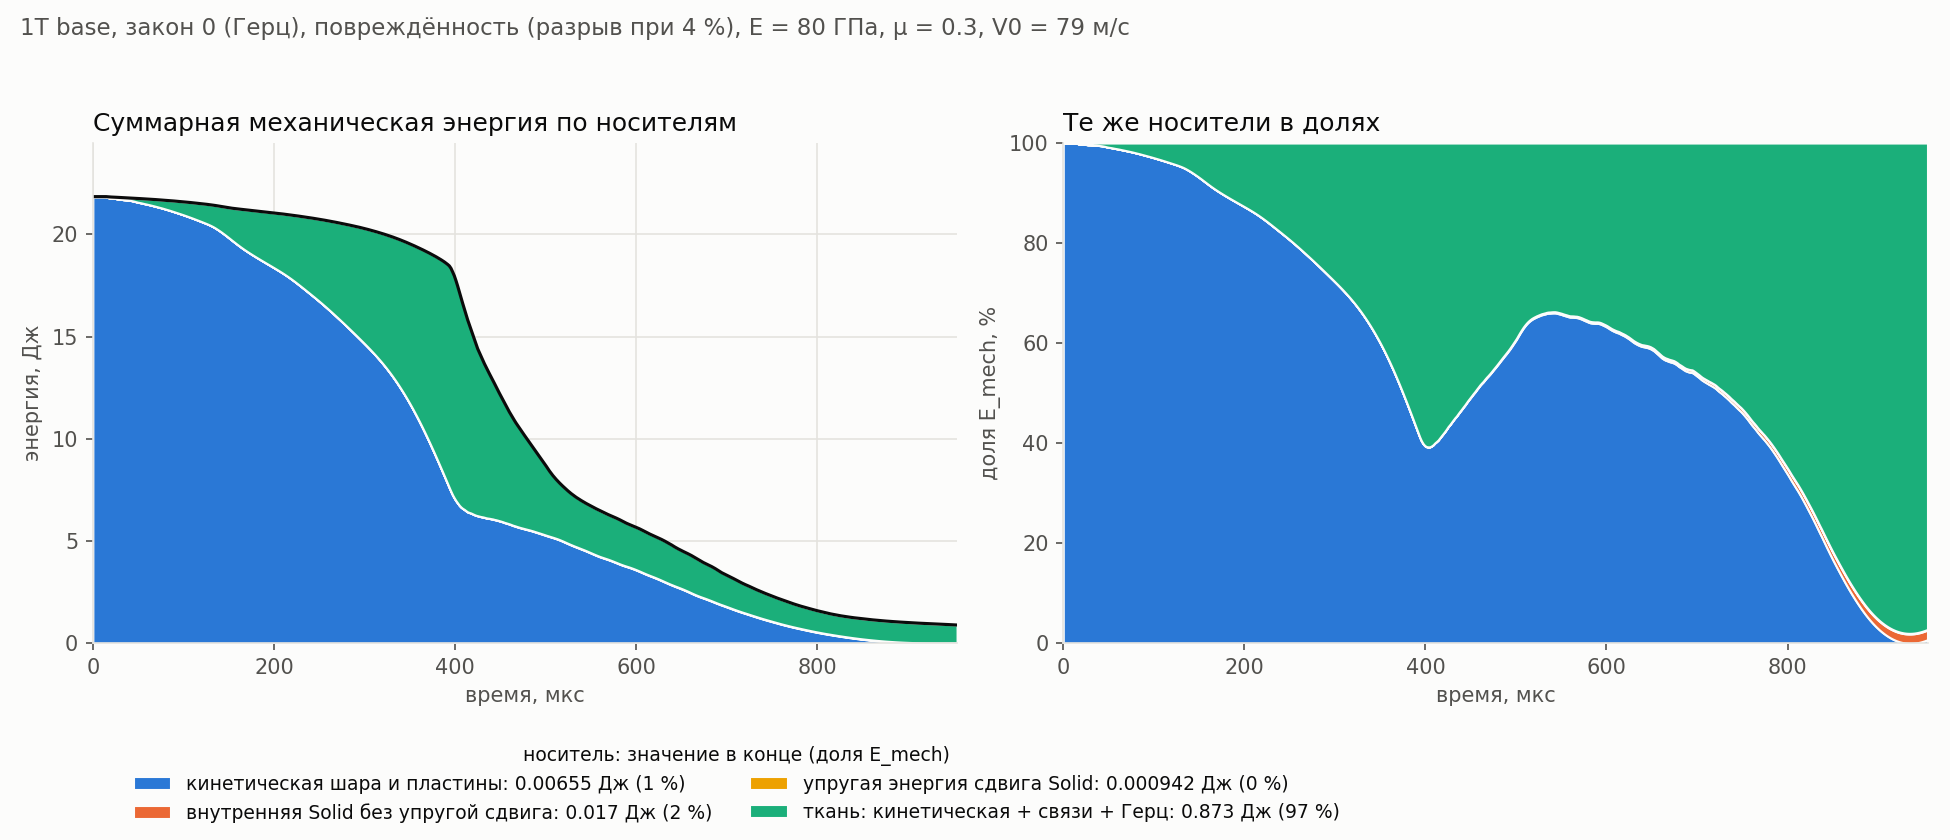 1T base, закон 0 (Герц), повреждённость (разрыв при 4 %), E = 80 ГПа, μ = 0.3, V0 = 79 м/с
Суммарная механическая энергия по носителям
энергия, Дж
20
15
10
5
0
0 200 400 600 800
время, мкс
Те же носители в долях
доля E_mech, %
100
80
60
40
20
0
0 200 400 600 800
время, мкс
носитель: значение в конце (доля E_mech)
кинетическая шара и пластины: 0.00655 Дж (1 %)
внутренняя Solid без упругой сдвига: 0.017 Дж (2 %)
упругая энергия сдвига Solid: 0.000942 Дж (0 %)
ткань: кинетическая + связи + Герц: 0.873 Дж (97 %)